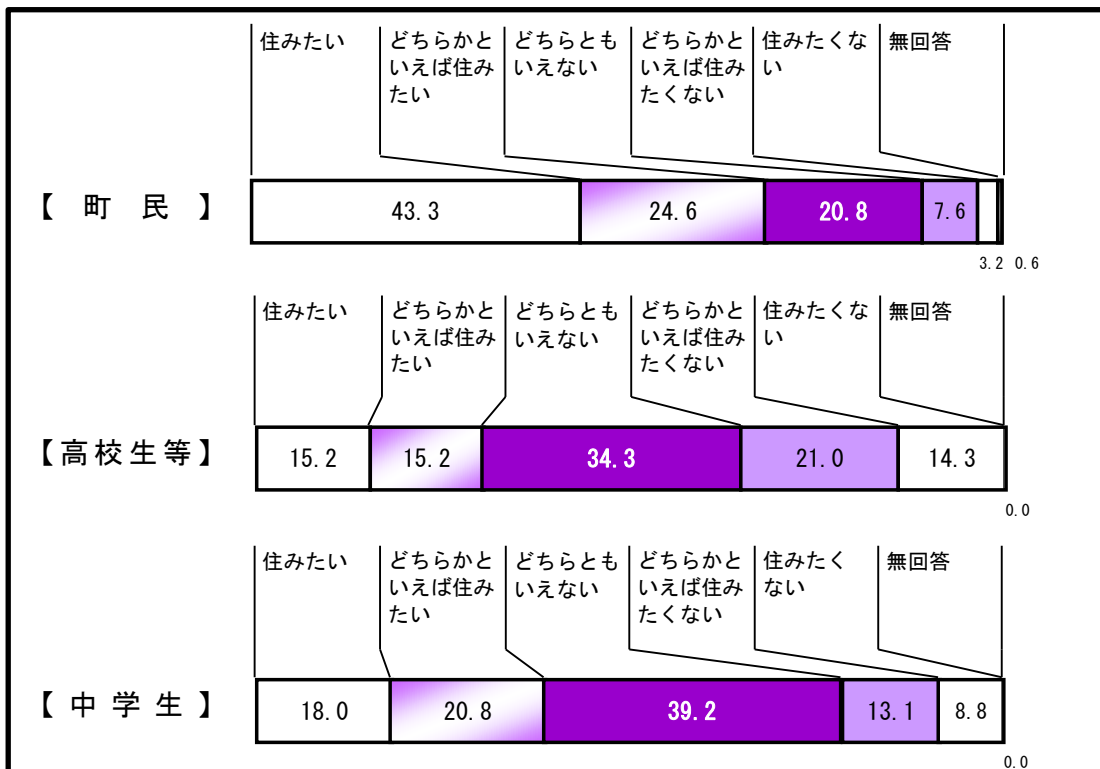 住みたい
どちらかと
いえば住み
たい
どちらとも
いえない
どちらかと
いえば住み
たくない
住みたくな
い
無回答
【町民】
43.3
24.6
20.8
7.6
3.2
0.6
住みたい
どちらかと
いえば住み
たい
どちらとも
いえない
どちらかと
いえば住み
たくない
住みたくな
い
無回答
【高校生等】
15.2
15.2
34.3
21.0
14.3
0.0
住みたい
どちらかと
いえば住み
たい
どちらとも
いえない
どちらかと
いえば住み
たくない
住みたく
ない
無回答
【中学生】
18.0
20.8
39.2
13.1
8.8
0.0